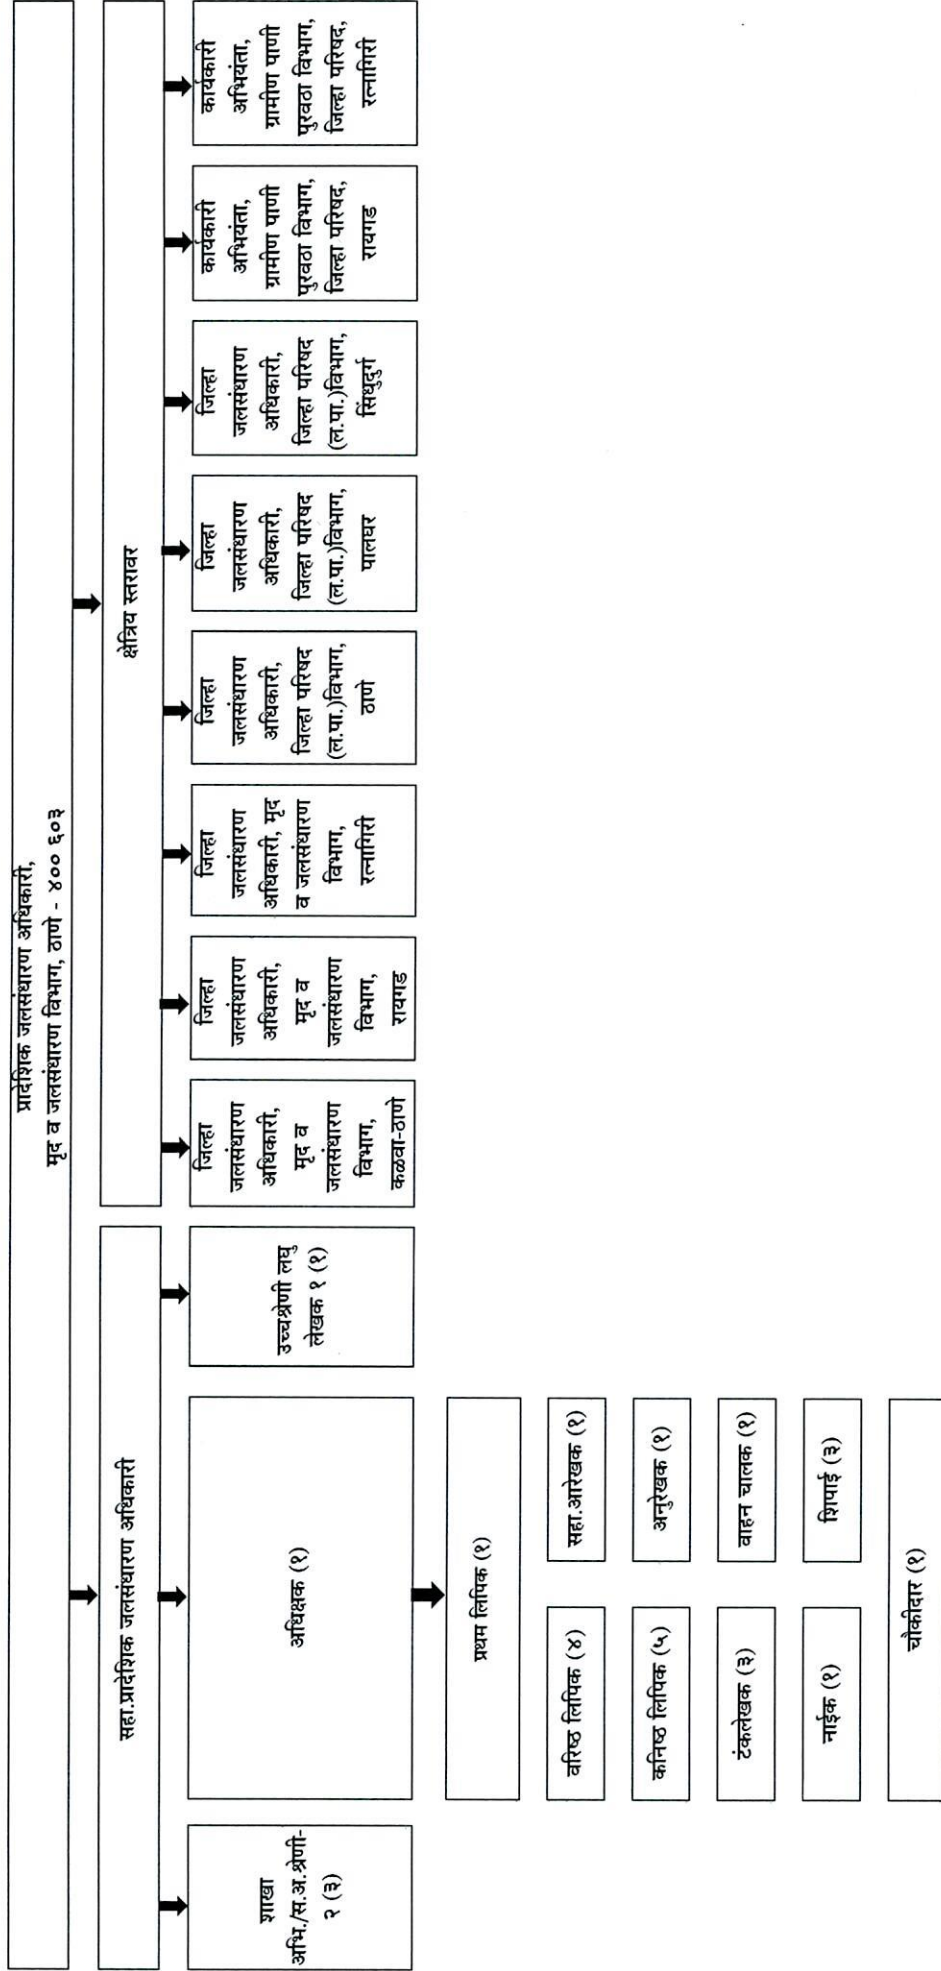 प्रादेशिक जलसंधारण अधिकारी,
मृद व जलसंधारण विभाग, ठाणे - ४०० ६०३
सहा.प्रादेशिक जलसंधारण अधिकारी
क्षेत्रिय स्तरावर
शाखा
अभि./स.अ.श्रेणी-
२ (३)
अधिक्षक (१)
उच्चश्रेणी लघु
लेखक १ (१)
जिल्हा
जलसंधारण
अधिकारी,
मृद व
जलसंधारण
विभाग,
कळवा-ठाणे
जिल्हा
जलसंधारण
अधिकारी,
मृद व
जलसंधारण
विभाग,
रायगड
जिल्हा
जलसंधारण
अधिकारी, मृद
व जलसंधारण
विभाग,
रत्नागिरी
जिल्हा
जलसंधारण
अधिकारी,
जिल्हा परिषद
(ल.पा.)विभाग,
ठाणे
जिल्हा
जलसंधारण
अधिकारी,
जिल्हा परिषद
(ल.पा.)विभाग,
पालघर
जिल्हा
जलसंधारण
अधिकारी,
जिल्हा परिषद
(ल.पा.)विभाग,
सिंधुदुर्ग
कार्यकारी
अभियंता,
ग्रामीण पाणी
पुरवठा विभाग,
जिल्हा परिषद,
रायगड
कार्यकारी
अभियंता,
ग्रामीण पाणी
पुरवठा विभाग,
जिल्हा परिषद,
रत्नागिरी
प्रथम लिपिक (१)
वरिष्ठ लिपिक (४)
सहा.आरेखक (१)
कनिष्ठ लिपिक (५)
अनुरेखक (१)
टंकलेखक (३)
वाहन चालक (१)
नाईक (१)
शिपाई (३)
चौकीदार (१)